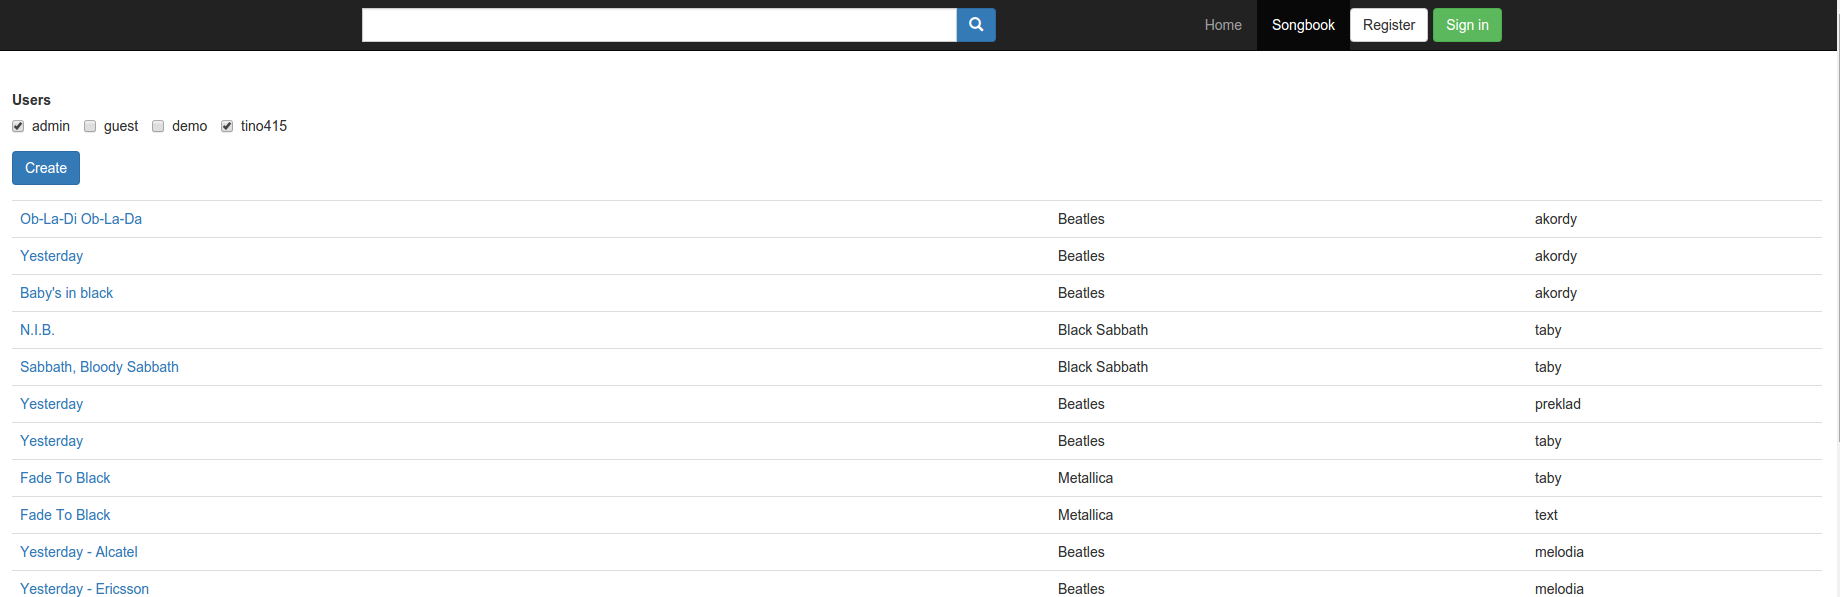 Home Songbook Register Sign in
Users
admin guest demo tino415
Create
Ob-La-Di Ob-La-Da Beatles akordy
Yesterday Beatles akordy
Baby's in black Beatles akordy
N.I.B. Black Sabbath taby
Sabbath, Bloody Sabbath Black Sabbath taby
Yesterday Beatles preklad
Yesterday Beatles taby
Fade To Black Metallica taby
Fade To Black Metallica text
Yesterday - Alcatel Beatles melodia
Yesterday - Ericsson Beatles melodia